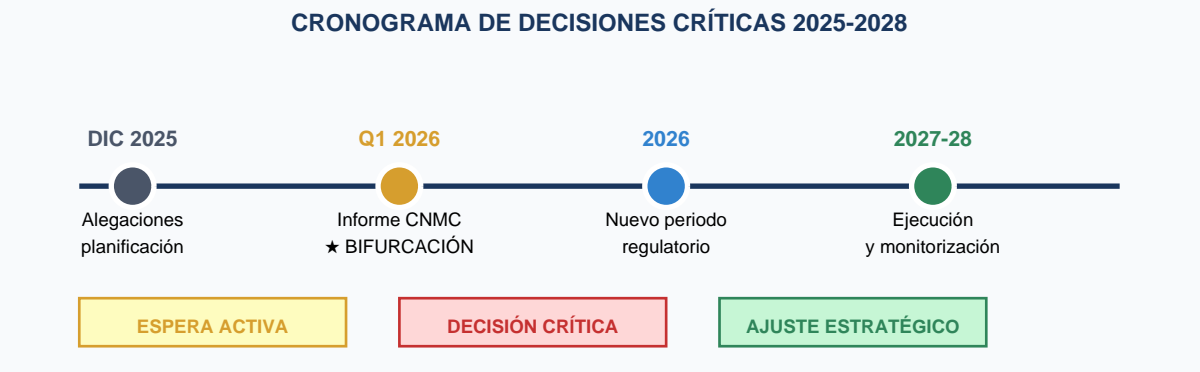 CRONOGRAMA DE DECISIONES CRÍTICAS 2025-2028
DIC 2025
Q1 2026
2026
2027-28
Alegaciones
planificación
Informe CNMC
★ BIFURCACIÓN
Nuevo periodo
regulatorio
Ejecución
y monitorización
ESPERA ACTIVA
DECISIÓN CRÍTICA
AJUSTE ESTRATÉGICO